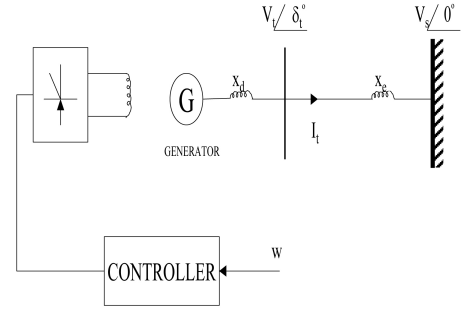 V_t/δ_t°
V_s/0°
x_d
x_e
G
I_t
GENERATOR
CONTROLLER
w